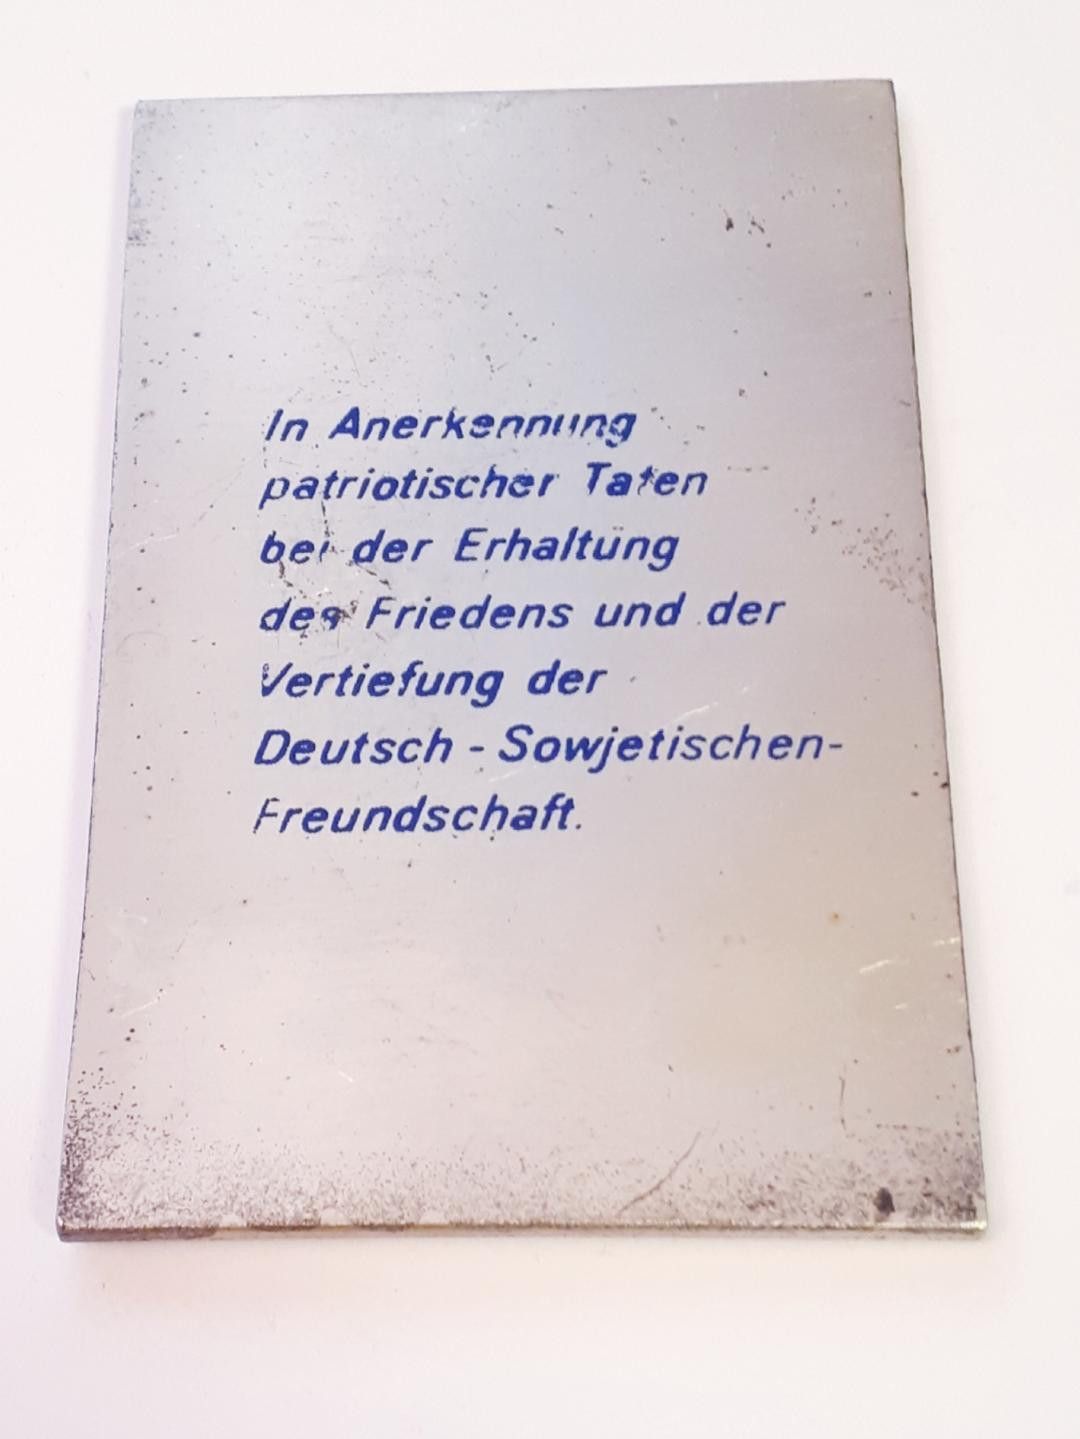 In Anerkennung
patriotischer Taten
bei der Erhaltung
des Friedens und der
Vertiefung der
Deutsch - Sowjetischen-
Freundschaft.